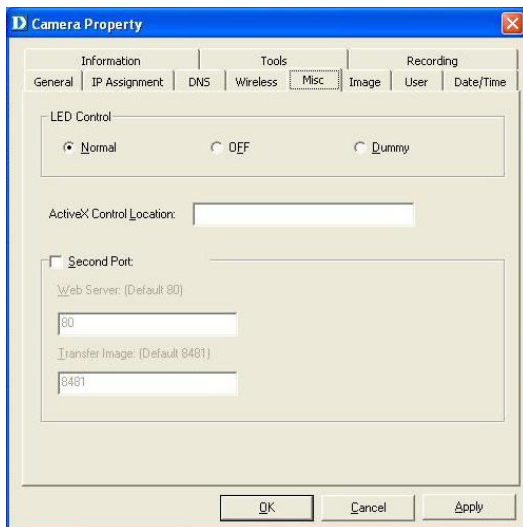 D Camera Property
Information Tools Recording
General IP Assignment DNS Wireless Misc Image User Date/Time
LED Control
Normal OFF Dummy
ActiveX Control Location:
Second Port:
Web Server: (Default 80)
80
Transfer Image: (Default 8481)
8481
OK Cancel Apply